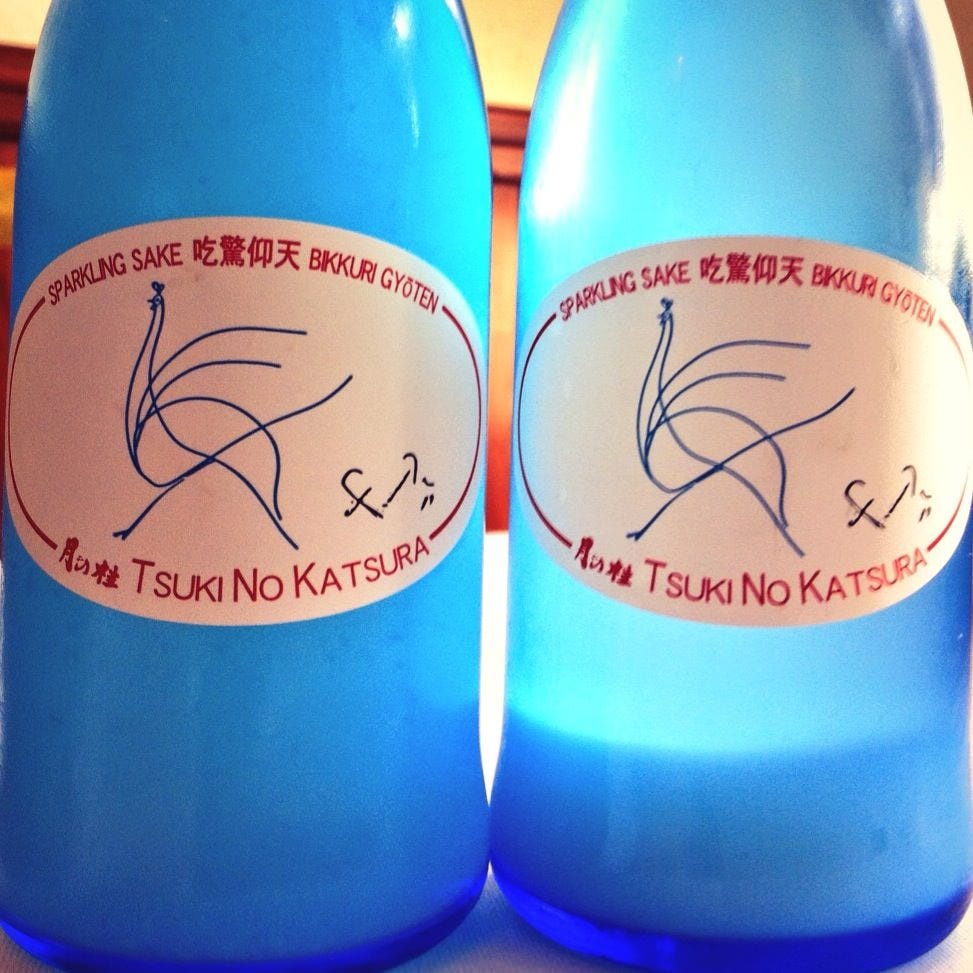 SPARKLING SAKE 吃驚仰天 BIKKURI GYŌTEN
月の桂 TSUKI NO KATSURA
SPARKLING SAKE 吃驚仰天 BIKKURI GYŌTEN
月の桂 TSUKI NO KATSURA